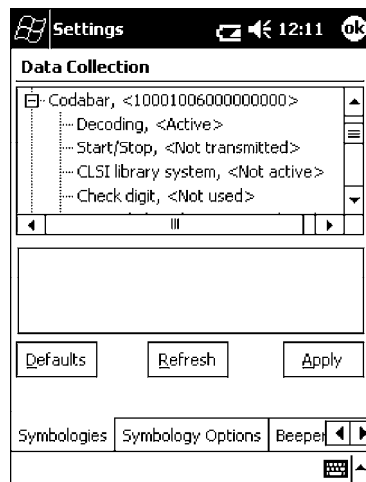 Settings 12:11 ok
Data Collection
Codabar, <10001006000000000>
Decoding, <Active>
Start/Stop, <Not transmitted>
CLSI library system, <Not active>
Check digit, <Not used>
Defaults Refresh Apply
Symbologies Symbology Options Beeper